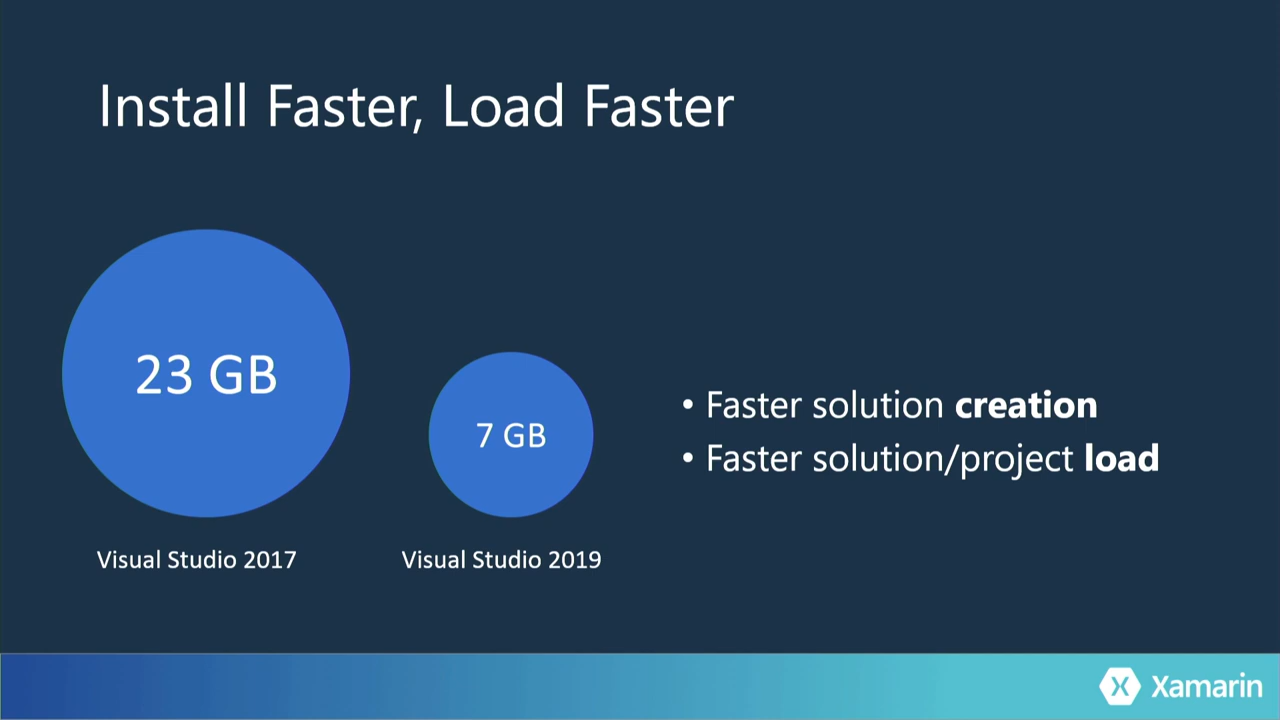 Install Faster, Load Faster
23 GB
7 GB
• Faster solution creation
• Faster solution/project load
Visual Studio 2017
Visual Studio 2019
Xamarin